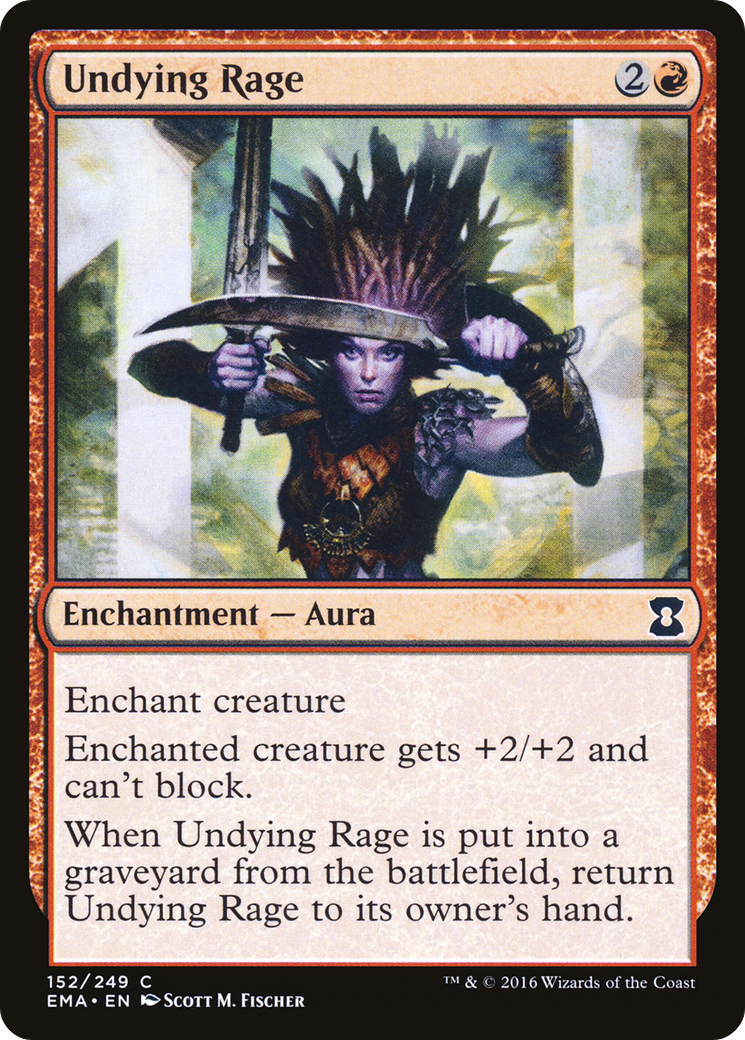 Undying Rage 2
Enchantment — Aura
Enchant creature
Enchanted creature gets +2/+2 and
can't block.
When Undying Rage is put into a
graveyard from the battlefield, return
Undying Rage to its owner's hand.
152/249 C
EMA • EN Scott M. Fischer
™ & © 2016 Wizards of the Coast